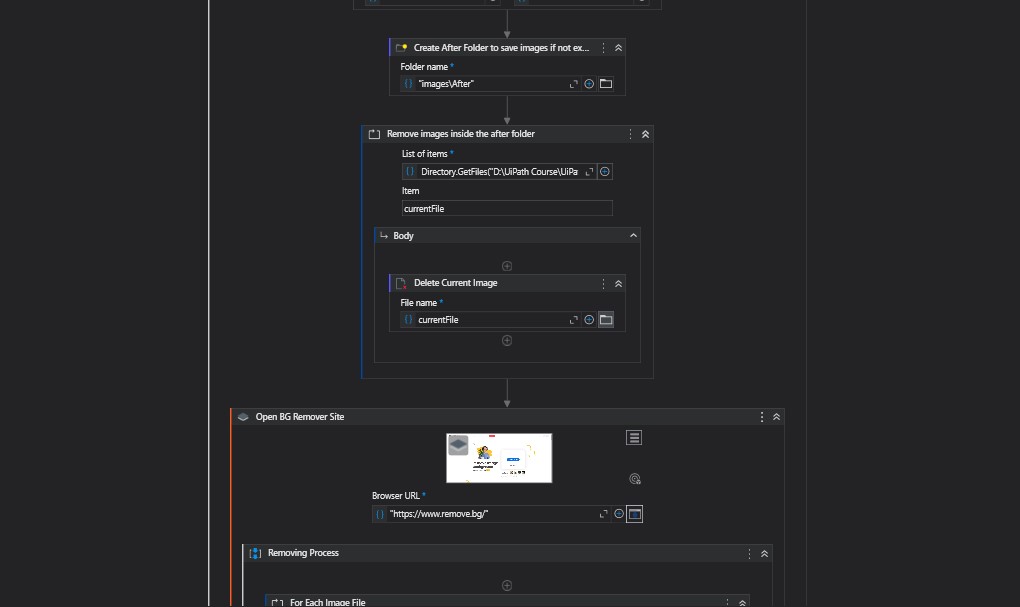 Create After Folder to save images if not ex...
Folder name *
"images\After"
Remove images inside the after folder
List of items *
Directory.GetFiles("D:\UiPath Course\UiPa
Item
currentFile
Body
Delete Current Image
File name *
currentFile
Open BG Remover Site
Browser URL *
"https://www.remove.bg/"
Removing Process
For Each Image File